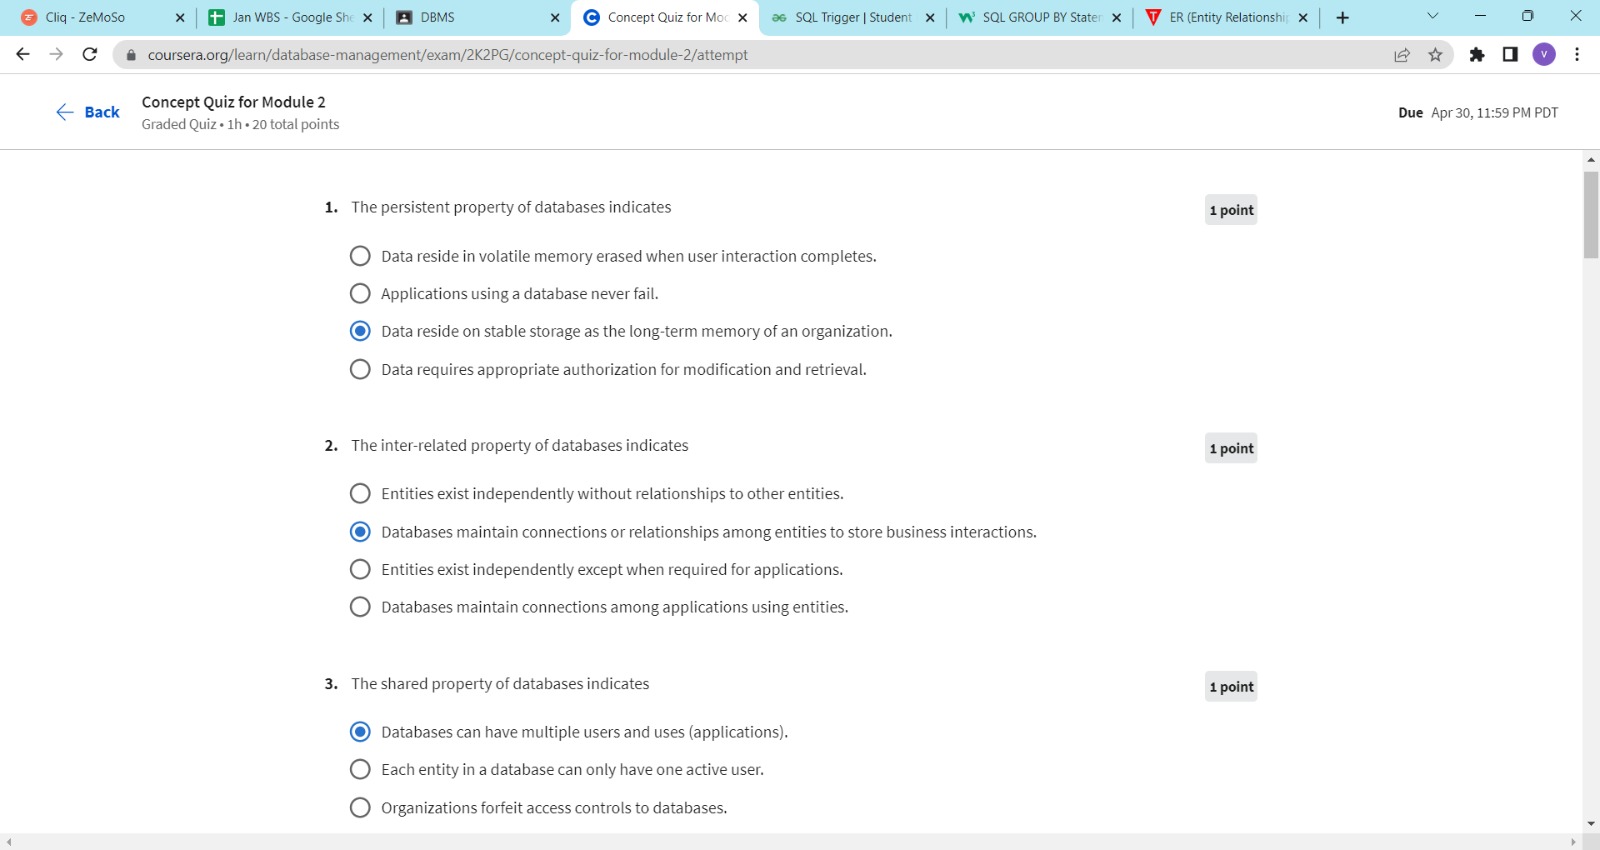 Cliq - ZeMoSo
Jan WBS - Google She
DBMS
Concept Quiz for Moc
SQL Trigger | Student
SQL GROUP BY Stater
ER (Entity Relationship
coursera.org/learn/database-management/exam/2K2PG/concept-quiz-for-module-2/attempt
V
Back
Concept Quiz for Module 2
Graded Quiz • 1h • 20 total points
Due Apr 30, 11:59 PM PDT
1. The persistent property of databases indicates
1 point
Data reside in volatile memory erased when user interaction completes.
Applications using a database never fail.
Data reside on stable storage as the long-term memory of an organization.
Data requires appropriate authorization for modification and retrieval.
2. The inter-related property of databases indicates
1 point
Entities exist independently without relationships to other entities.
Databases maintain connections or relationships among entities to store business interactions.
Entities exist independently except when required for applications.
Databases maintain connections among applications using entities.
3. The shared property of databases indicates
1 point
Databases can have multiple users and uses (applications).
Each entity in a database can only have one active user.
Organizations forfeit access controls to databases.